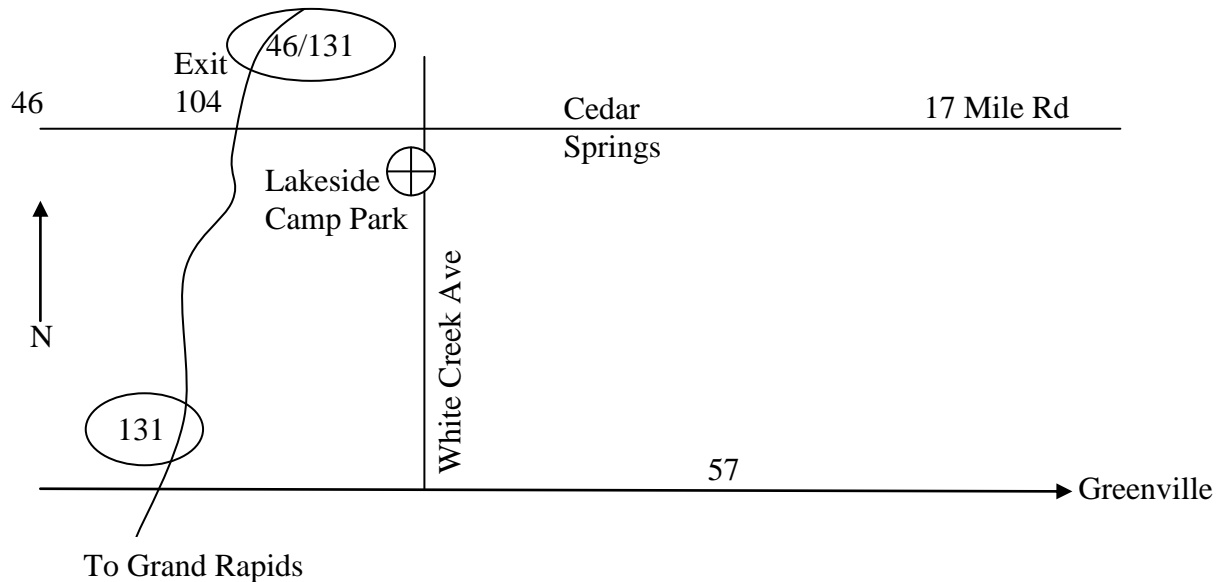 46/131
Exit
104
46
Cedar
Springs
17 Mile Rd
Lakeside
Camp Park
N
White Creek Ave
131
57
Greenville
To Grand Rapids